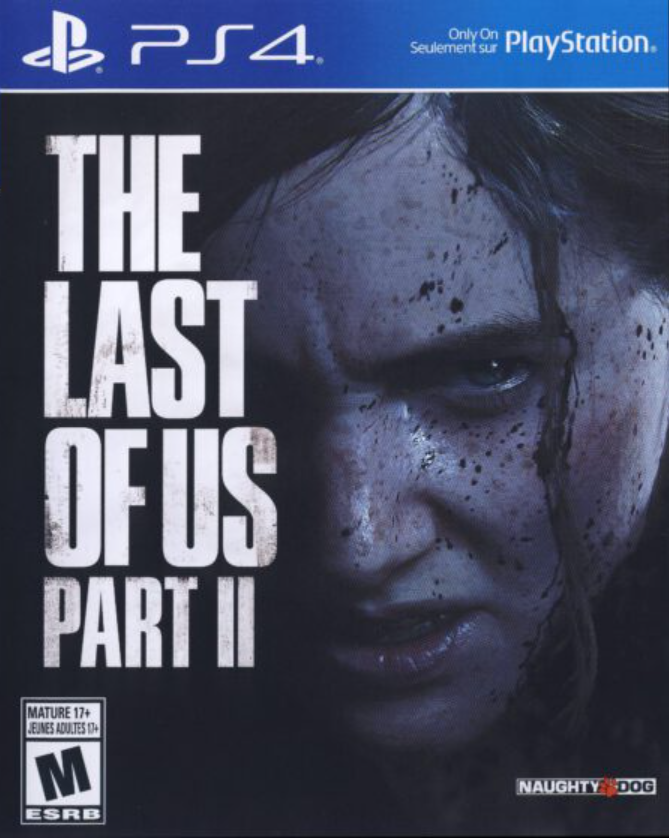 PS4
Only On
Seulement sur
PlayStation
THE
LAST
OF US
PART II
MATURE 17+
JEUNES ADULTES 17+
M
ESRB
NAUGHTY DOG